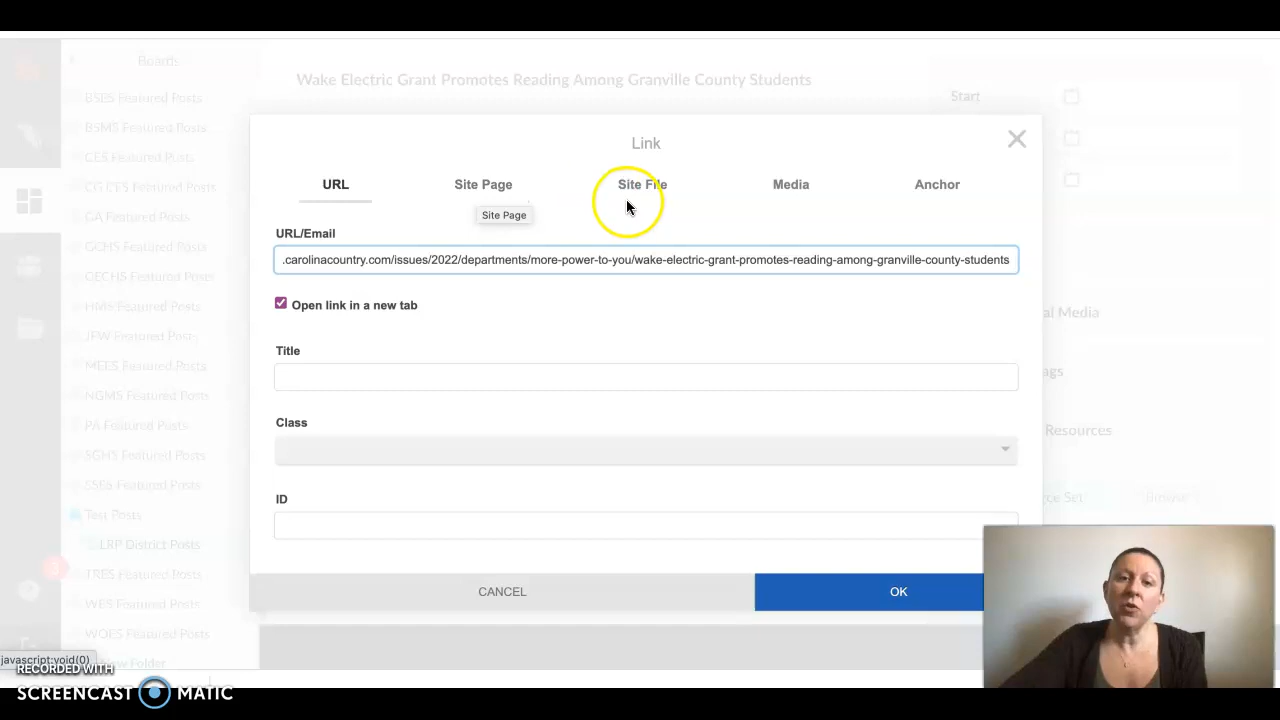 Boards
Wake Electric Grant Promotes Reading Among Granville County Students
BSES Featured Posts
Start
BSMS Featured Posts
CES Featured Posts
CG CES Featured Posts
GA Featured Posts
GCHS Featured Posts
GECHS Featured Posts
HMS Featured Posts
JFW Featured Posts
MEES Featured Posts
NGMS Featured Posts
PA Featured Posts
SGHS Featured Posts
SSES Featured Posts
Test Posts
LRP District Posts
TRES Featured Posts
WES Featured Posts
WOES Featured Posts
Folder
Link
URL Site Page Site File Media Anchor
Site Page
URL/Email
.carolinacountry.com/issues/2022/departments/more-power-to-you/wake-electric-grant-promotes-reading-among-granville-county-students
Open link in a new tab
Title
Class
ID
CANCEL OK
al Media
ags
Resources
ce Set Browse
javascript:void(0)
RECORDED WITH
SCREENCAST MATIC